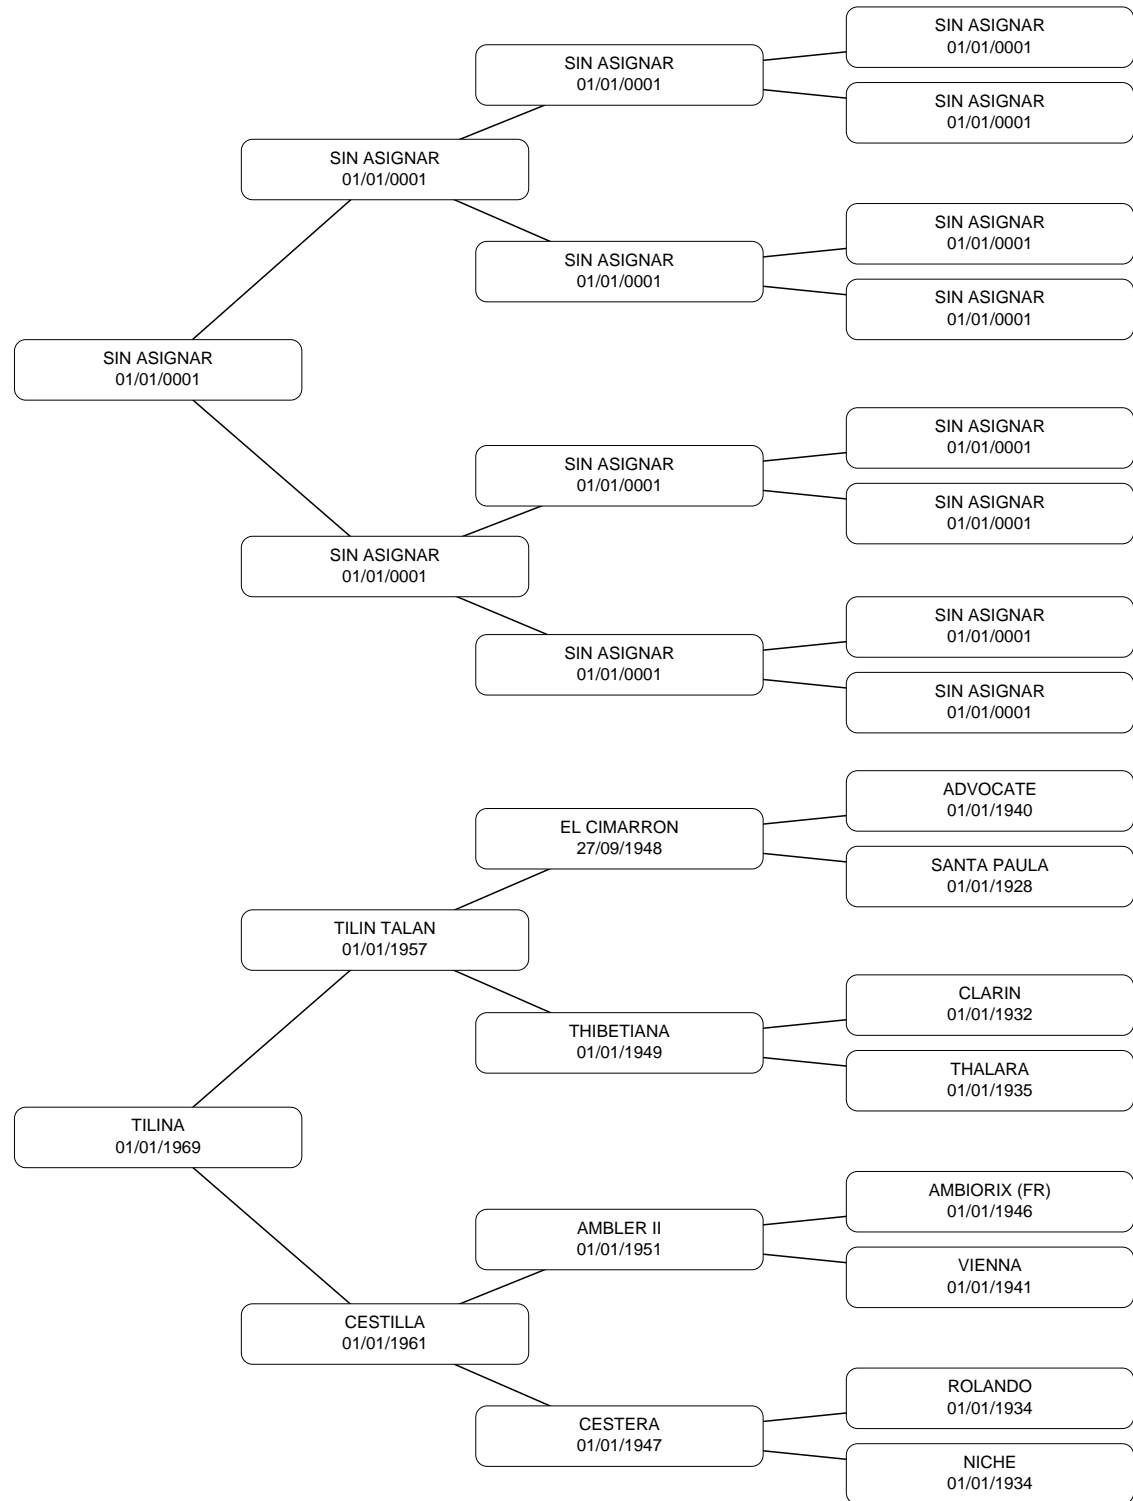 SIN ASIGNAR
01/01/0001
SIN ASIGNAR
01/01/0001
SIN ASIGNAR
01/01/0001
SIN ASIGNAR
01/01/0001
SIN ASIGNAR
01/01/0001
SIN ASIGNAR
01/01/0001
SIN ASIGNAR
01/01/0001
SIN ASIGNAR
01/01/0001
SIN ASIGNAR
01/01/0001
SIN ASIGNAR
01/01/0001
SIN ASIGNAR
01/01/0001
SIN ASIGNAR
01/01/0001
SIN ASIGNAR
01/01/0001
SIN ASIGNAR
01/01/0001
SIN ASIGNAR
01/01/0001
ADVOCATE
01/01/1940
EL CIMARRON
27/09/1948
SANTA PAULA
01/01/1928
TILIN TALAN
01/01/1957
CLARIN
01/01/1932
THIBETIANA
01/01/1949
THALARA
01/01/1935
TILINA
01/01/1969
AMBIORIX (FR)
01/01/1946
AMBLER II
01/01/1951
VIENNA
01/01/1941
CESTILLA
01/01/1961
ROLANDO
01/01/1934
CESTERA
01/01/1947
NICHE
01/01/1934